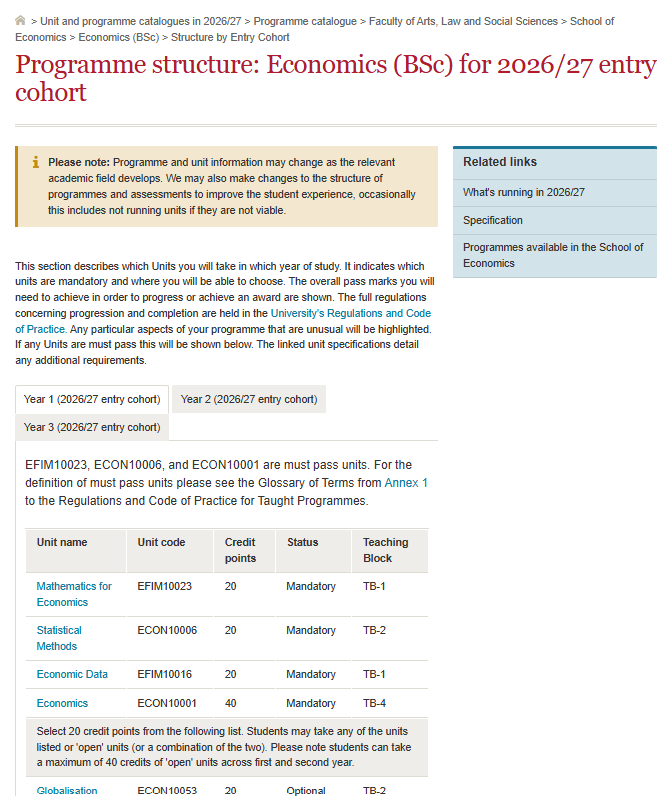 > Unit and programme catalogues in 2026/27 > Programme catalogue > Faculty of Arts, Law and Social Sciences > School of
Economics > Economics (BSc) > Structure by Entry Cohort
Programme structure: Economics (BSc) for 2026/27 entry
cohort
Please note: Programme and unit information may change as the relevant
academic field develops. We may also make changes to the structure of
programmes and assessments to improve the student experience, occasionally
this includes not running units if they are not viable.
Related links
What's running in 2026/27
Specification
Programmes available in the School of
Economics
This section describes which Units you will take in which year of study. It indicates which
units are mandatory and where you will be able to choose. The overall pass marks you will
need to achieve in order to progress or achieve an award are shown. The full regulations
concerning progression and completion are held in the University's Regulations and Code
of Practice. Any particular aspects of your programme that are unusual will be highlighted.
If any Units are must pass this will be shown below. The linked unit specifications detail
any additional requirements.
Year 1 (2026/27 entry cohort) Year 2 (2026/27 entry cohort)
Year 3 (2026/27 entry cohort)
EFIM10023, ECON10006, and ECON10001 are must pass units. For the
definition of must pass units please see the Glossary of Terms from Annex 1
to the Regulations and Code of Practice for Taught Programmes.
Unit name Unit code Credit Status Teaching
points Block
Mathematics for EFIM10023 20 Mandatory TB-1
Economics
Statistical ECON10006 20 Mandatory TB-2
Methods
Economic Data EFIM10016 20 Mandatory TB-1
Economics ECON10001 40 Mandatory TB-4
Select 20 credit points from the following list. Students may take any of the units
listed or 'open' units (or a combination of the two). Please note students can take
a maximum of 40 credits of 'open' units across first and second year.
Globalisation ECON10053 20 Optional TB-2